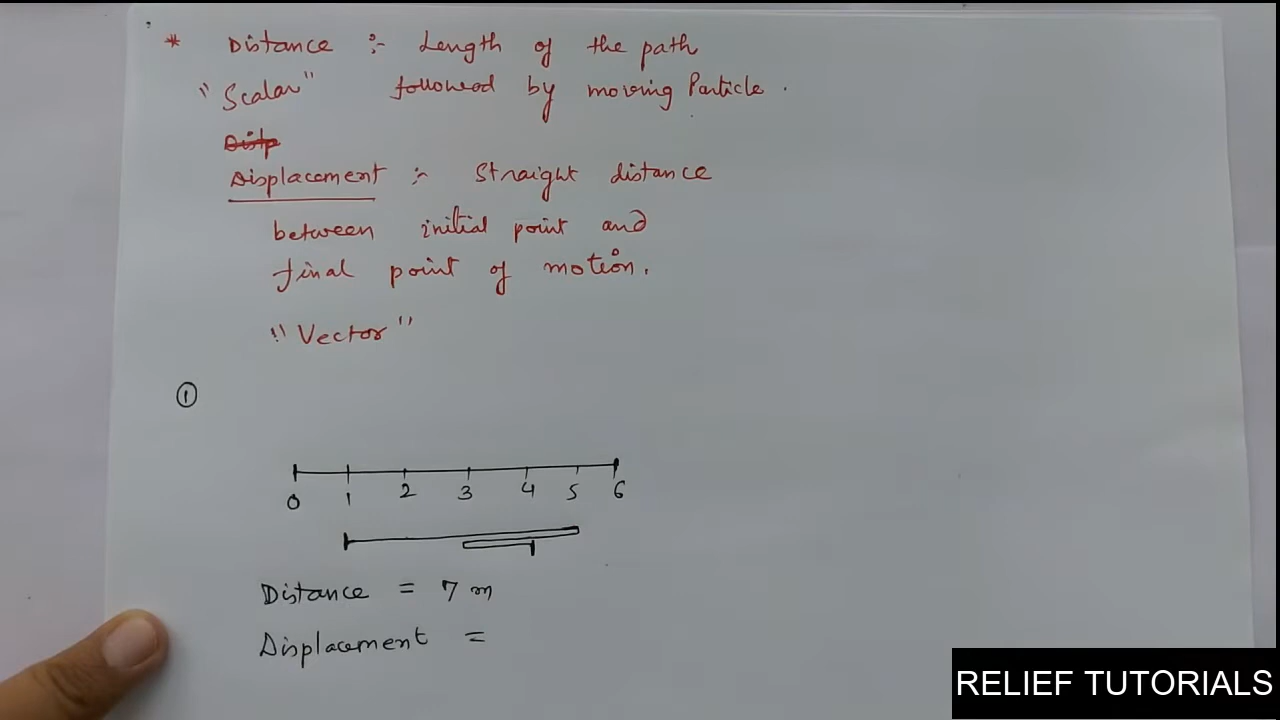 * Distance :- Length of the path
"Scalar" followed by moving Particle .
Distp
Displacement :- Straight distance
between initial point and
final point of motion.
"Vector"
①
0 1 2 3 4 5 6
Distance = 7 m
Displacement =
RELIEF TUTORIALS